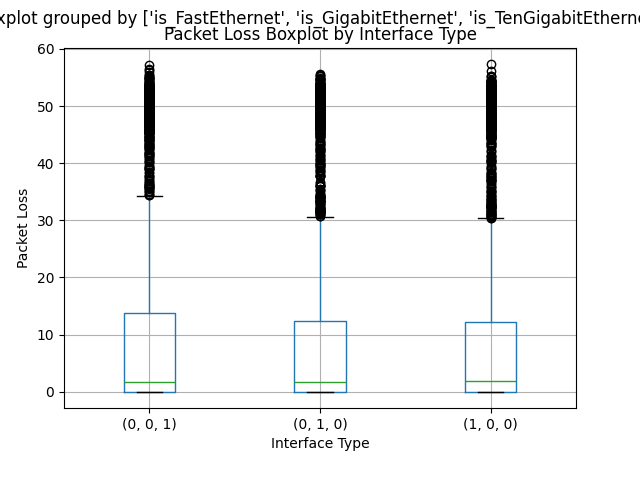 xplot grouped by ['is_FastEthernet', 'is_GigabitEthernet', 'is_TenGigabitEtherne
Packet Loss Boxplot by Interface Type
60
50
40
30
20
10
0
Packet Loss
(0, 0, 1) (0, 1, 0) (1, 0, 0)
Interface Type